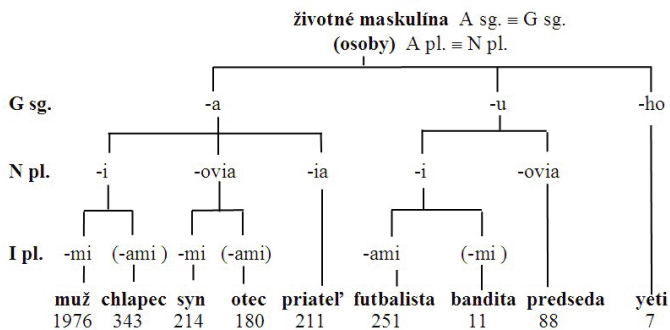 životné maskulína A sg. ≡ G sg.
(osoby) A pl. ≡ N pl.
G sg. -a -u -ho
N pl. -i -ovia -ia -i -ovia
I pl. -mi (-ami ) -mi (-ami) -ami (-mi )
muž chlapec syn otec priateľ futbalista bandita predseda yeti
1976 343 214 180 211 251 11 88 7